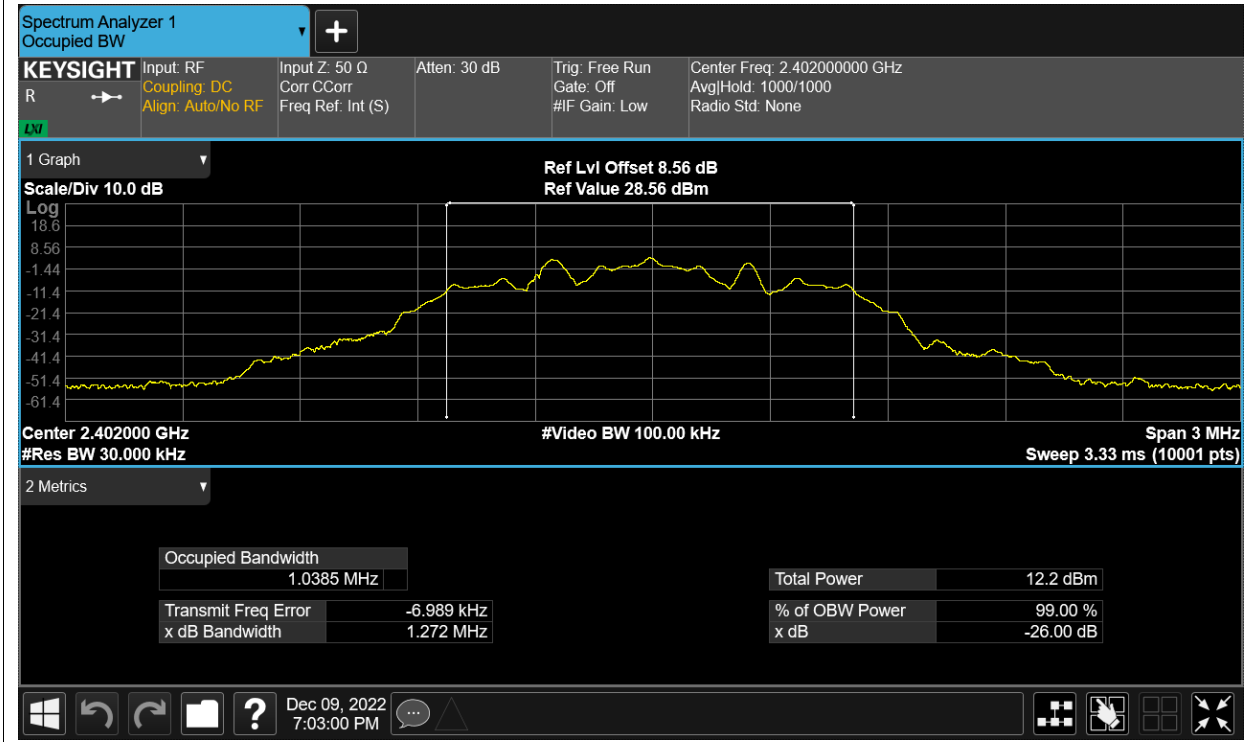 Spectrum Analyzer 1
Occupied BW
KEYSIGHT
R
LXI
Input: RF
Coupling: DC
Align: Auto/No RF
Input Z: 50 Ω
Corr CCorr
Freq Ref: Int (S)
Atten: 30 dB
Trig: Free Run
Gate: Off
#IF Gain: Low
Center Freq: 2.402000000 GHz
Avg|Hold: 1000/1000
Radio Std: None
1 Graph
Scale/Div 10.0 dB
Ref Lvl Offset 8.56 dB
Ref Value 28.56 dBm
Log
18.6
8.56
-1.44
-11.4
-21.4
-31.4
-41.4
-51.4
-61.4
Center 2.402000 GHz
#Video BW 100.00 kHz
Span 3 MHz
#Res BW 30.000 kHz
Sweep 3.33 ms (10001 pts)
2 Metrics
Occupied Bandwidth
1.0385 MHz
Total Power 12.2 dBm
Transmit Freq Error -6.989 kHz
% of OBW Power 99.00 %
x dB Bandwidth 1.272 MHz
x dB -26.00 dB
?
Dec 09, 2022
7:03:00 PM